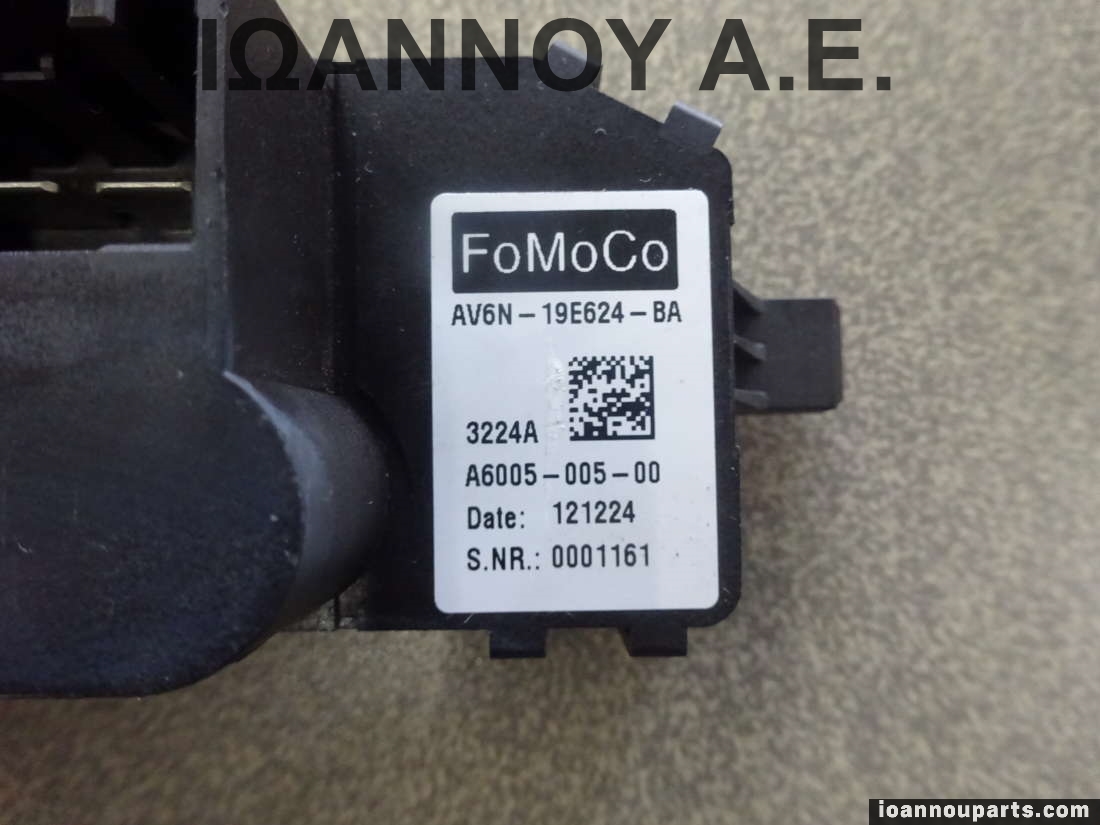 ΙΩΑΝΝΟΥ Α.Ε.
FoMoCo
AV6N-19E624-BA
3224A
A6005-005-00
Date: 121224
S.NR.: 0001161
ioannouparts.com